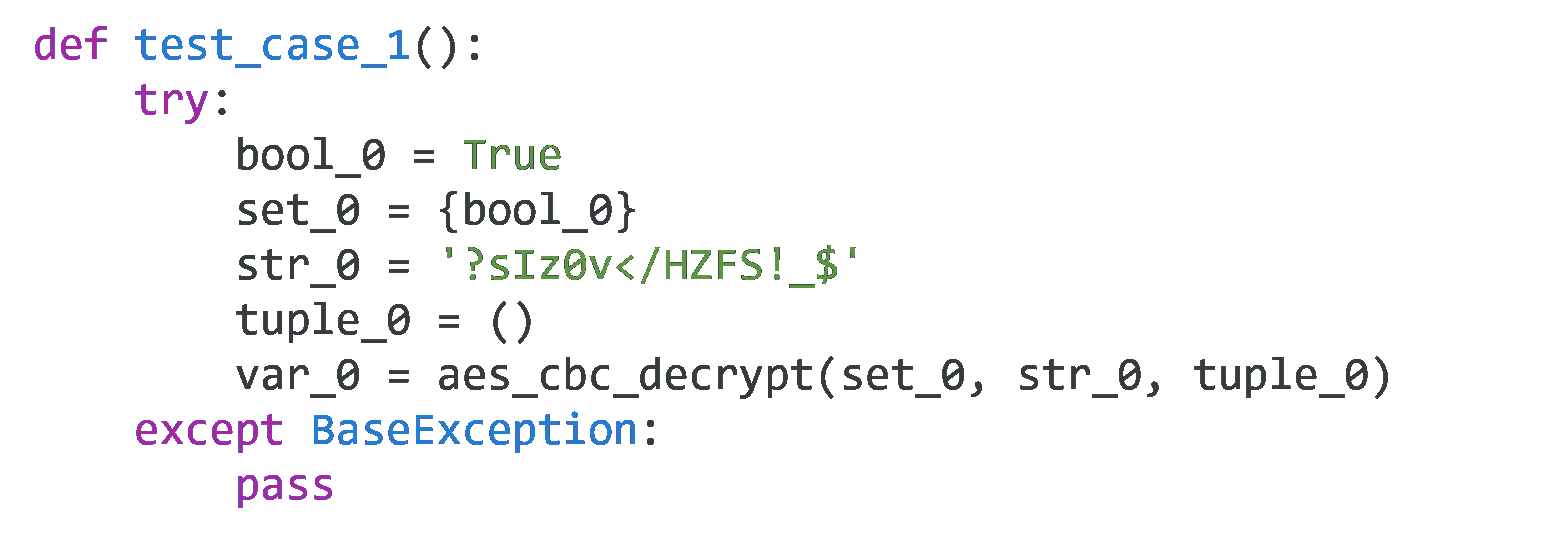 def test_case_1():
    try:
        bool_0 = True
        set_0 = {bool_0}
        str_0 = '?sIz0v</HZFS!_$'
        tuple_0 = ()
        var_0 = aes_cbc_decrypt(set_0, str_0, tuple_0)
    except BaseException:
        pass